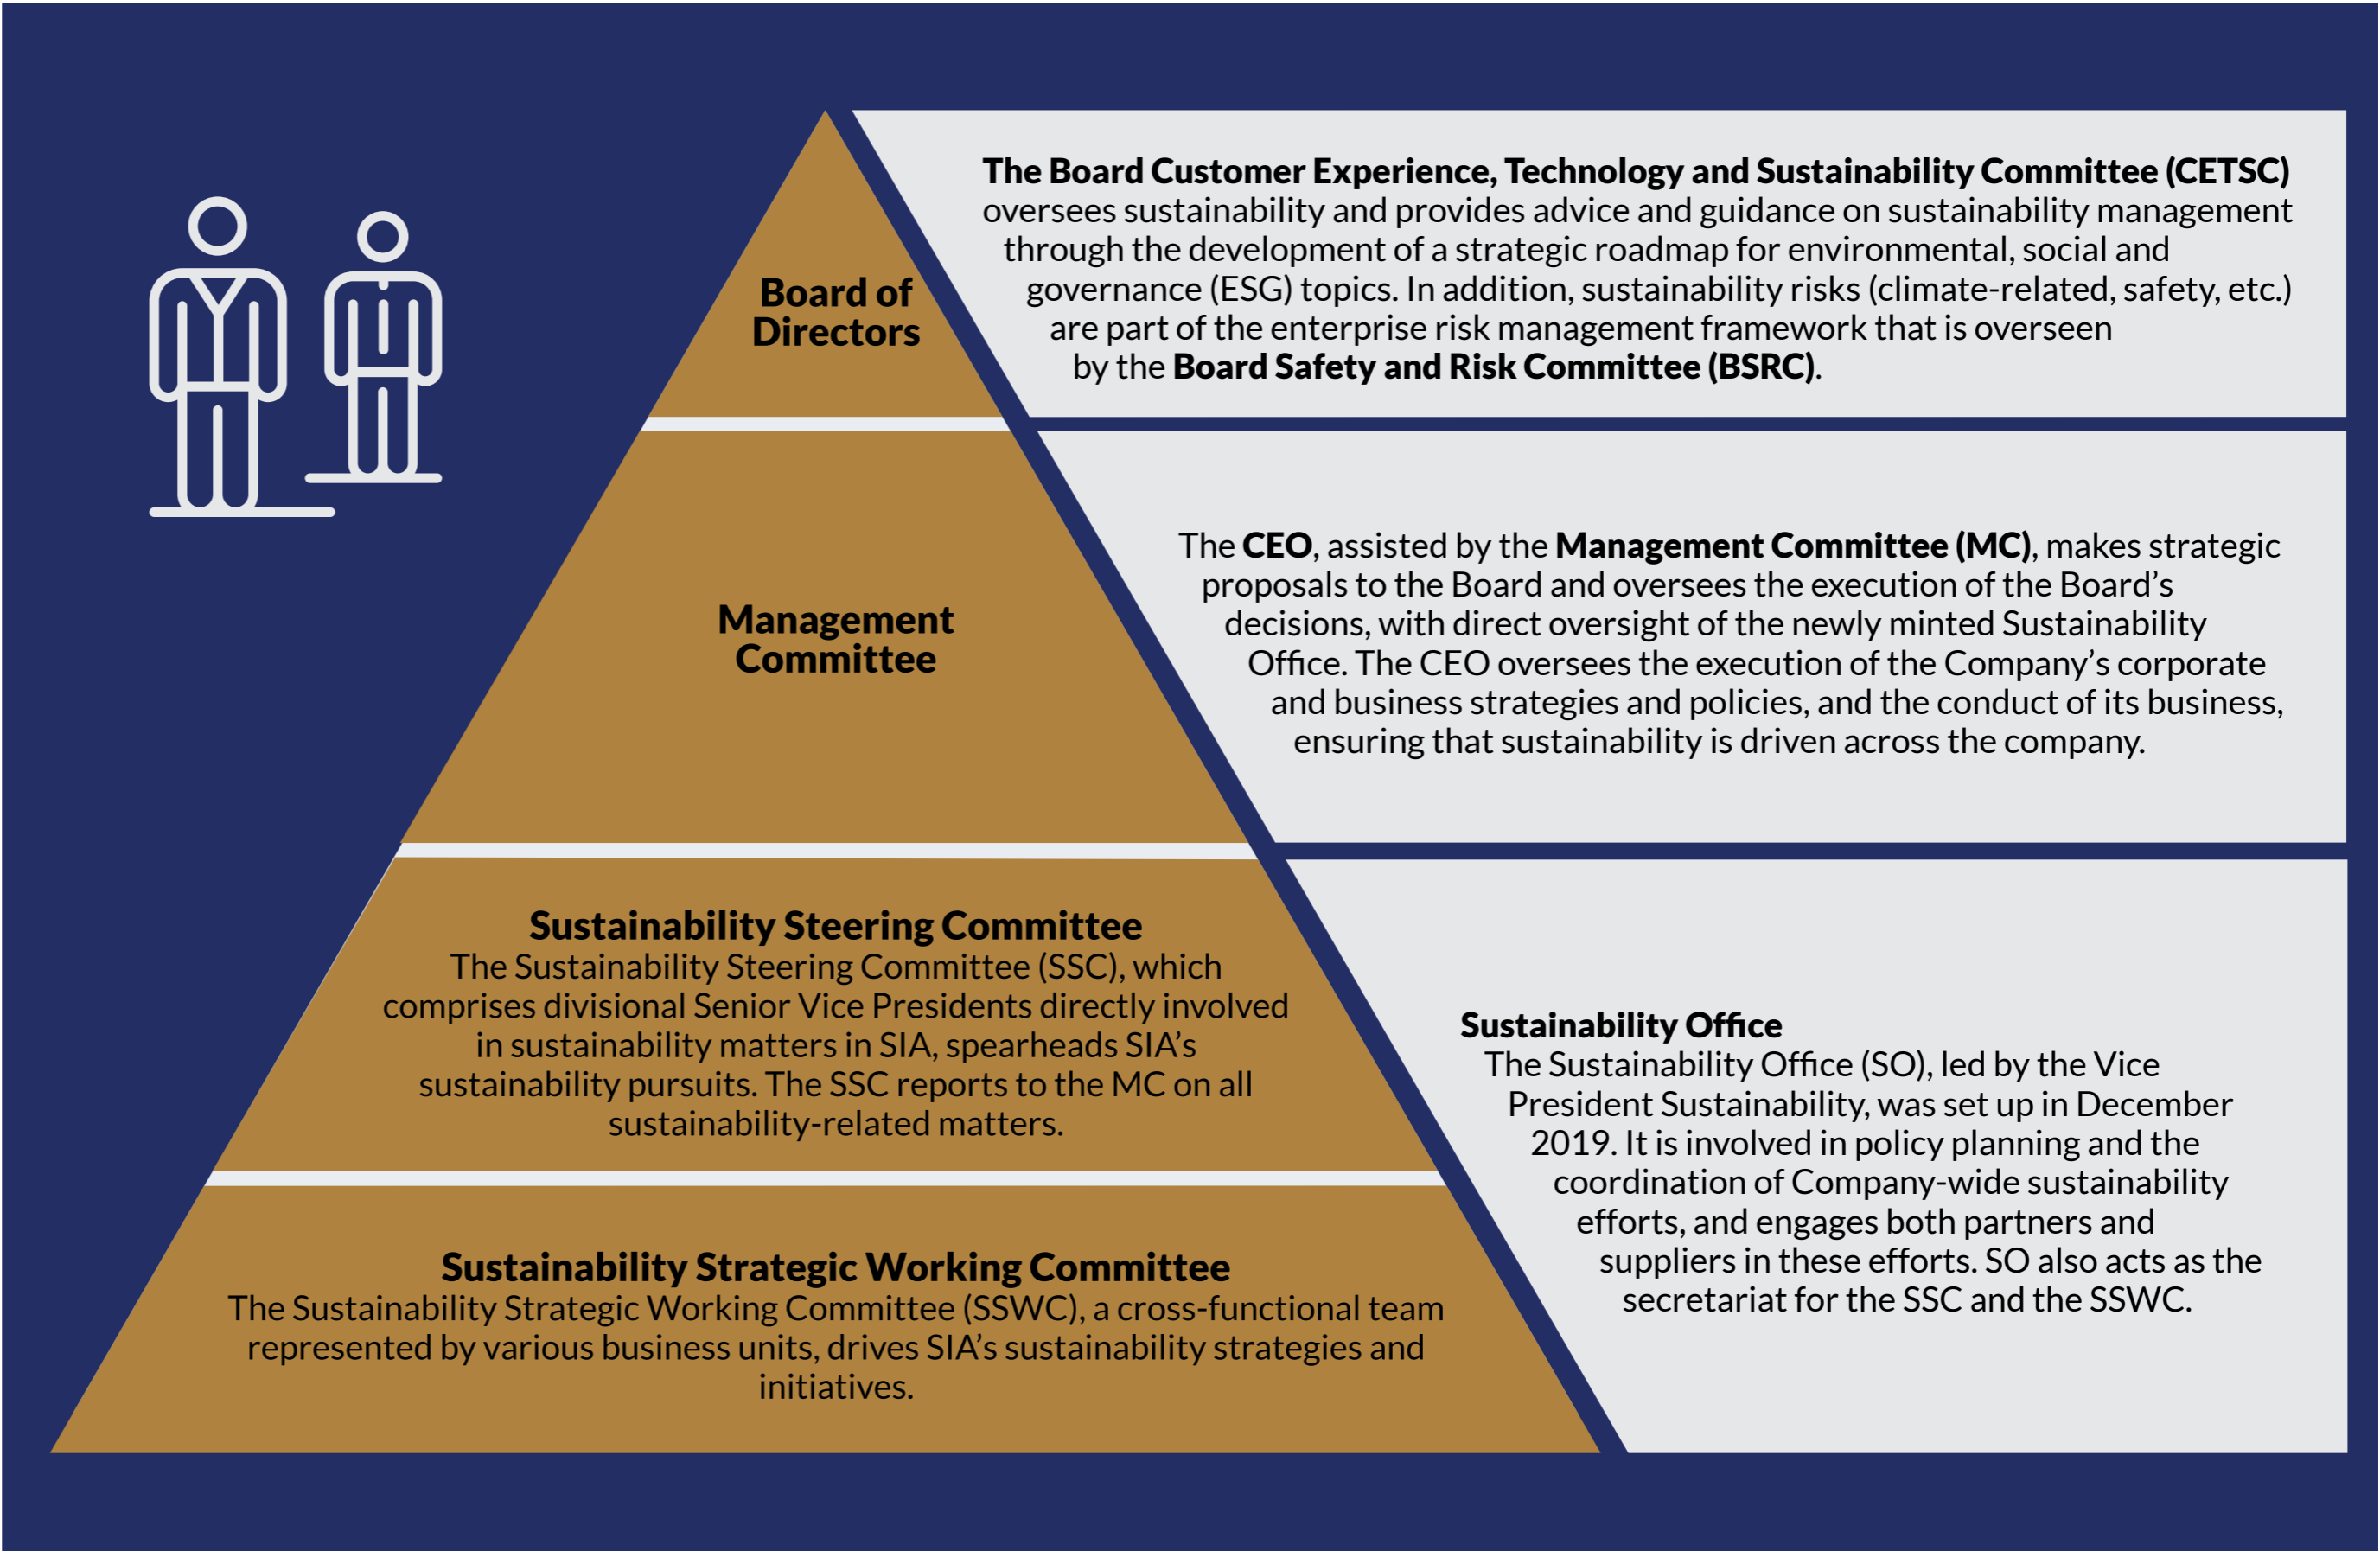 The Board Customer Experience, Technology and Sustainability Committee (CETSC)
oversees sustainability and provides advice and guidance on sustainability management
through the development of a strategic roadmap for environmental, social and
governance (ESG) topics. In addition, sustainability risks (climate-related, safety, etc.)
are part of the enterprise risk management framework that is overseen
by the Board Safety and Risk Committee (BSRC).
Board of
Directors
The CEO, assisted by the Management Committee (MC), makes strategic
proposals to the Board and oversees the execution of the Board’s
decisions, with direct oversight of the newly minted Sustainability
Office. The CEO oversees the execution of the Company’s corporate
and business strategies and policies, and the conduct of its business,
ensuring that sustainability is driven across the company.
Management
Committee
Sustainability Steering Committee
The Sustainability Steering Committee (SSC), which
comprises divisional Senior Vice Presidents directly involved
in sustainability matters in SIA, spearheads SIA’s
sustainability pursuits. The SSC reports to the MC on all
sustainability-related matters.
Sustainability Office
The Sustainability Office (SO), led by the Vice
President Sustainability, was set up in December
2019. It is involved in policy planning and the
coordination of Company-wide sustainability
efforts, and engages both partners and
suppliers in these efforts. SO also acts as the
secretariat for the SSC and the SSWC.
Sustainability Strategic Working Committee
The Sustainability Strategic Working Committee (SSWC), a cross-functional team
represented by various business units, drives SIA’s sustainability strategies and
initiatives.